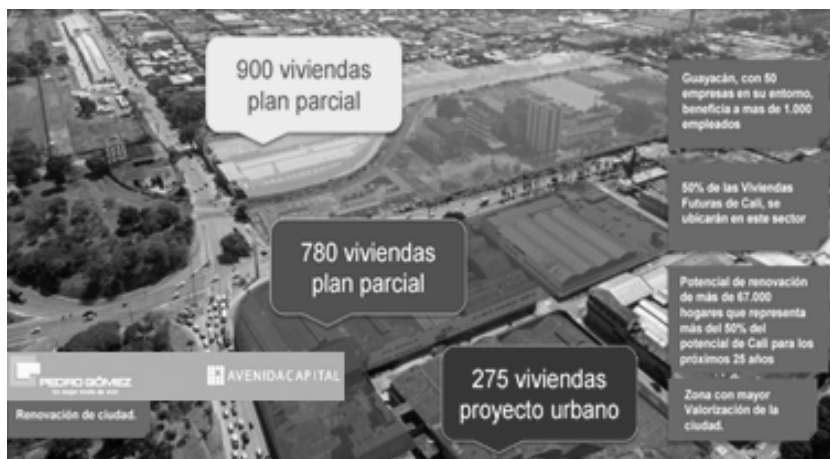 900 viviendas
plan parcial
780 viviendas
plan parcial
275 viviendas
proyecto urbano
Guayacán, con 50
empresas en su entorno,
beneficia a mas de 1.000
empleados
50% de las Viviendas
Futuras de Cali, se
ubicarán en este sector
Potencial de renovación
de más de 67.000
hogares que representa
más del 50% del
potencial de Cali para los
próximos 25 años
Zona con mayor
Valorización de la
ciudad.
PEDRO GÓMEZ
AVENIDA CAPITAL
Renovación de ciudad.